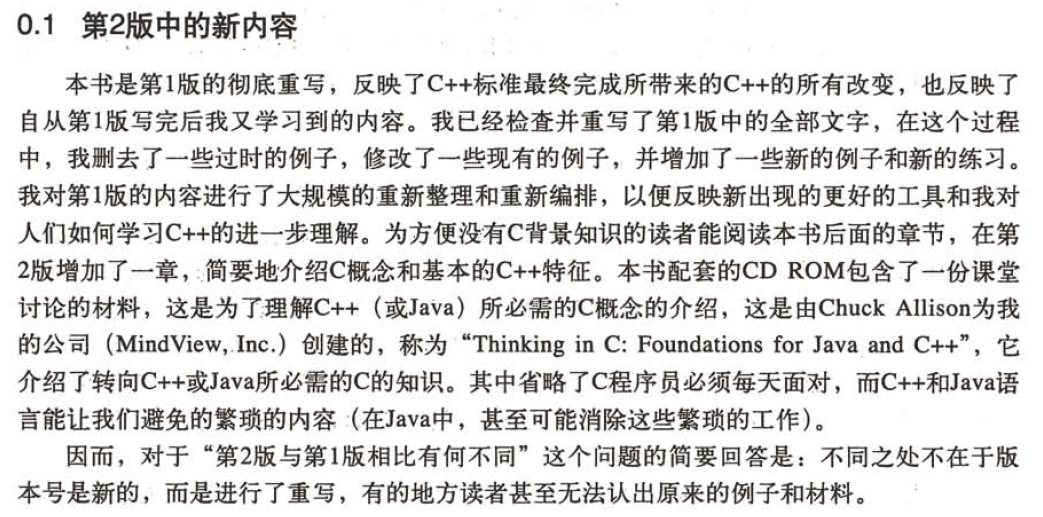 0.1 第2版中的新内容
本书是第1版的彻底重写，反映了C++标准最终完成所带来的C++的所有改变，也反映了
自从第1版写完后我又学习到的内容。我已经检查并重写了第1版中的全部文字，在这个过程
中，我删去了一些过时的例子，修改了一些现有的例子，并增加了一些新的例子和新的练习。
我对第1版的内容进行了大规模的重新整理和重新编排，以便反映新出现的更好的工具和我对
人们如何学习C++的进一步理解。为方便没有C背景知识的读者能阅读本书后面的章节，在第
2版增加了一章，简要地介绍C概念和基本的C++特征。本书配套的CD ROM包含了一份课堂
讨论的材料，这是为了理解C++（或Java）所必需的C概念的介绍，这是由Chuck Allison为我
的公司（MindView, Inc.）创建的，称为“Thinking in C: Foundations for Java and C++”，它
介绍了转向C++或Java所必需的C的知识。其中省略了C程序员必须每天面对，而C++和Java语
言能让我们避免的繁琐的内容（在Java中，甚至可能消除这些繁琐的工作）。
因而，对于“第2版与第1版相比有何不同”这个问题的简要回答是：不同之处不在于版
本号是新的，而是进行了重写，有的地方读者甚至无法认出原来的例子和材料。